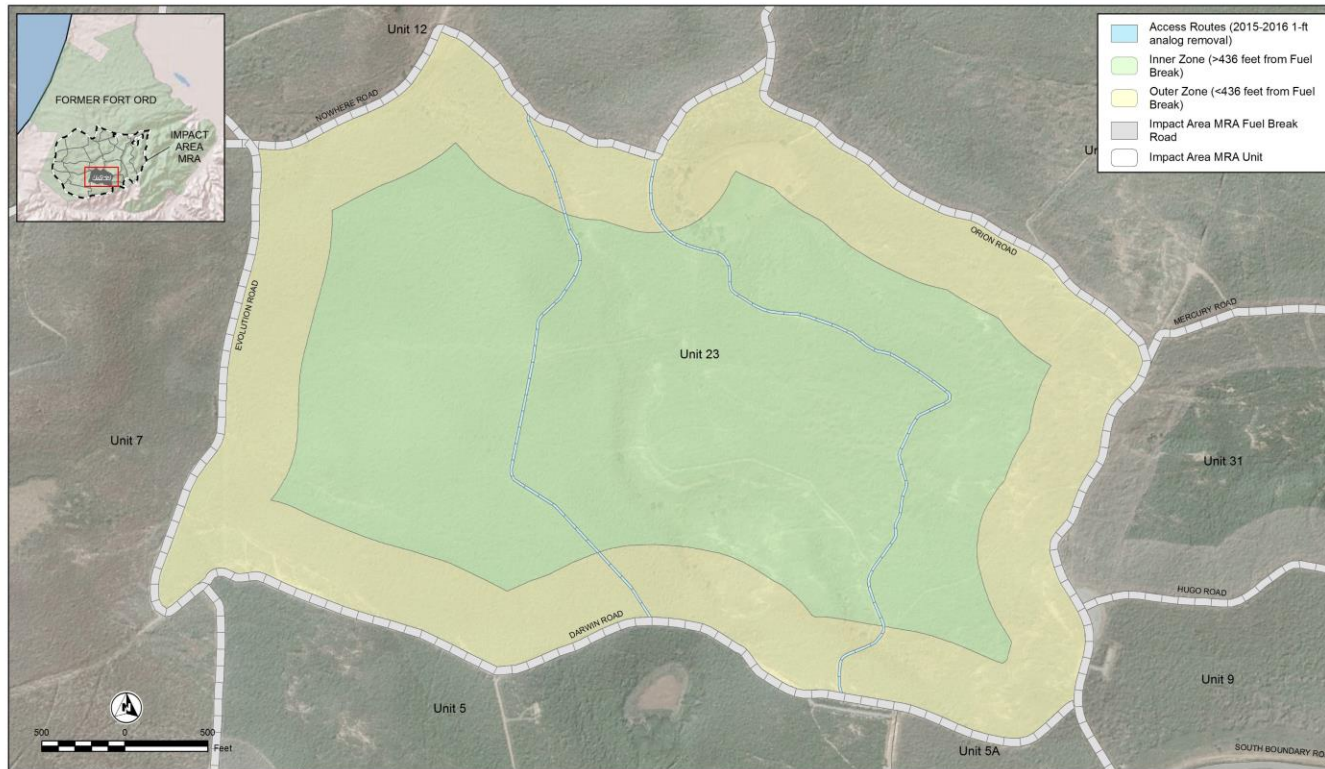 FORMER FORT ORD
IMPACT
AREA
MRA
Unit 12
NOWHERE ROAD
Access Routes (2015-2016 1-ft
analog removal)
Inner Zone (>436 feet from Fuel
Break)
Outer Zone (<436 feet from Fuel
Break)
Impact Area MRA Fuel Break
Road
Impact Area MRA Unit
ORION ROAD
EVOLUTION ROAD
MERCURY ROAD
Unit 23
Unit 7
Unit 31
HUGO ROAD
DARWIN ROAD
Unit 9
Unit 5
N
500
0
500
Feet
Unit 5A
SOUTH BOUNDARY RO